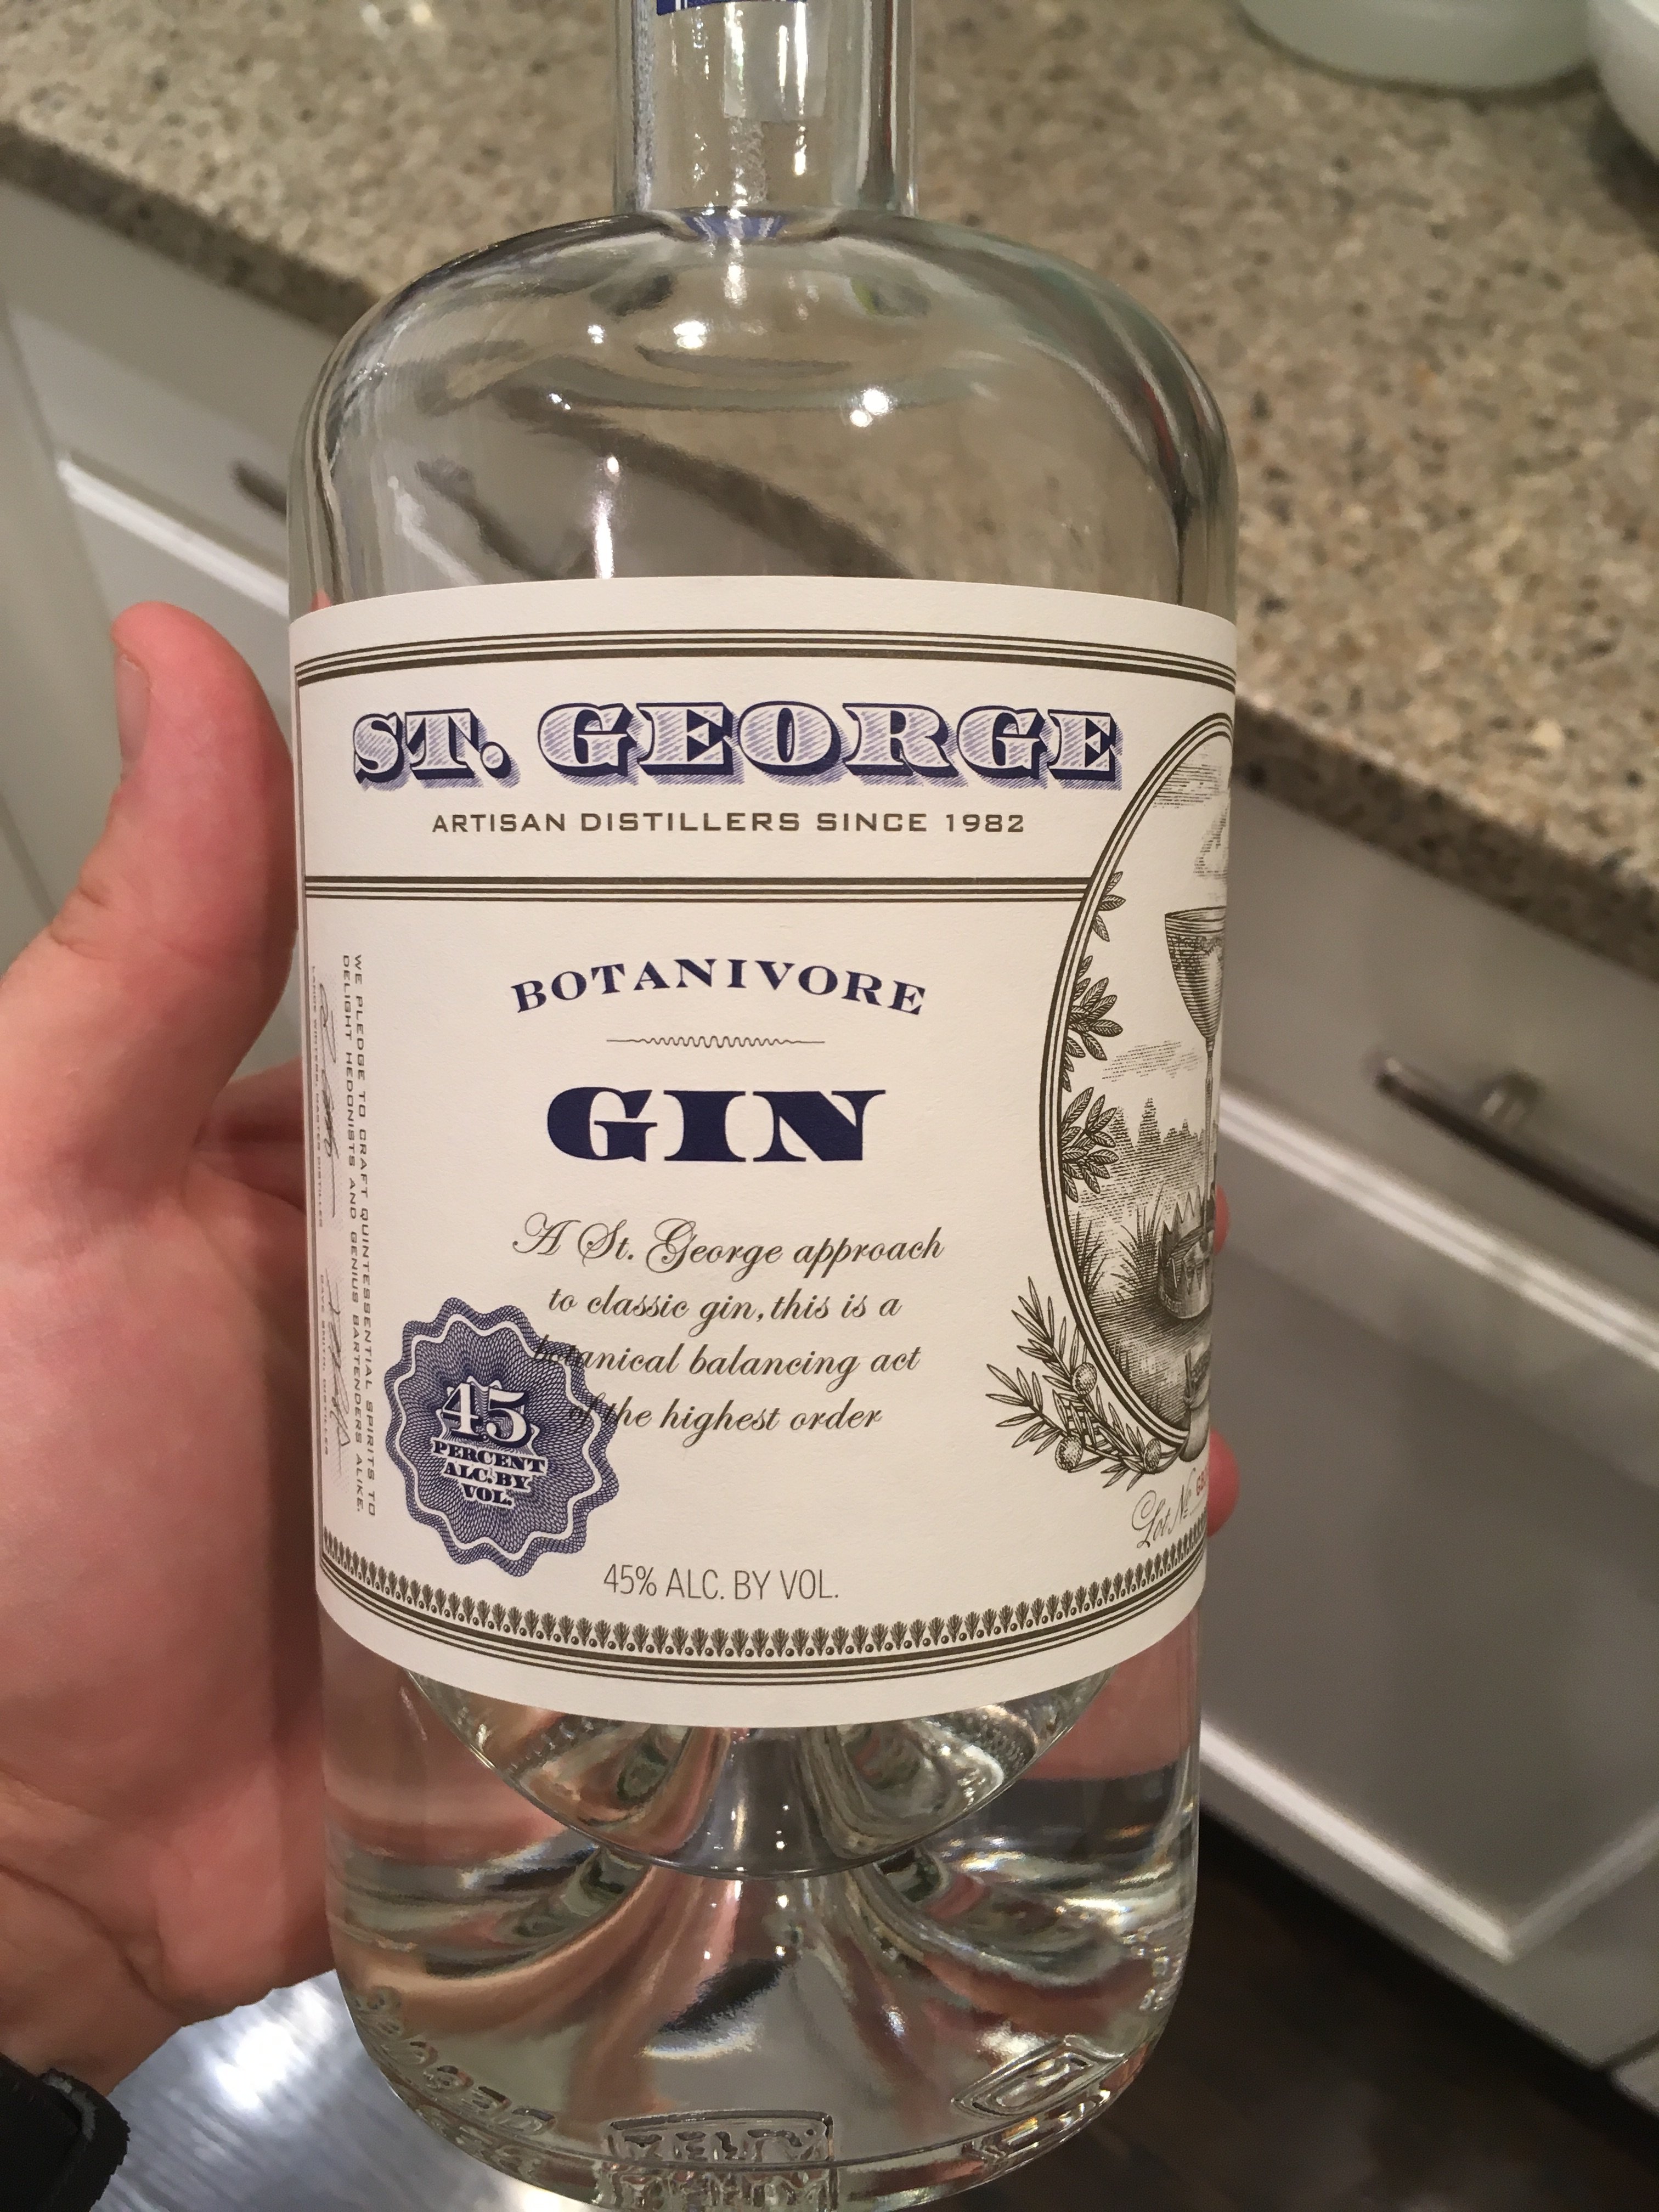 ST. GEORGE
ARTISAN DISTILLERS SINCE 1982
BOTANIVORE
GIN
A St. George approach
to classic gin, this is a
botanical balancing act
of the highest order
45
PERCENT
ALC. BY
VOL.
45% ALC. BY VOL.
WE PLEDGE TO CRAFT QUINTESSENTIAL SPIRITS TO
DELIGHT HEDONISTS AND GENIUS BARTENDERS ALIKE.
Lot No.